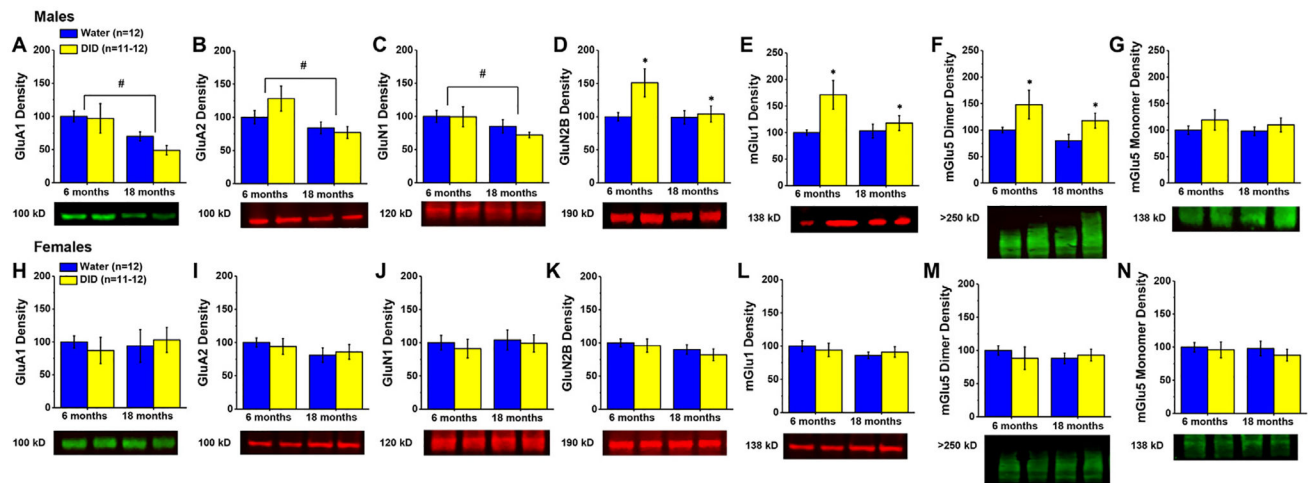 Males
A
Water (n=12)
DID (n=11-12)
GluA1 Density
200
150
100
50
0
#
6 months 18 months
100 kD
B
GluA2 Density
200
150
100
50
0
#
6 months 18 months
100 kD
C
GluN1 Density
200
150
100
50
0
#
6 months 18 months
120 kD
D
GluN2B Density
200
150
100
50
0
* *
6 months 18 months
190 kD
E
mGlu1 Density
250
200
150
100
50
0
* *
6 months 18 months
138 kD
F
mGlu5 Dimer Density
200
150
100
50
0
* *
6 months 18 months
>250 kD
G
mGlu5 Monomer Density
200
150
100
50
0
6 months 18 months
138 kD
Females
H
Water (n=12)
DID (n=11-12)
GluA1 Density
200
150
100
50
0
6 months 18 months
100 kD
I
GluA2 Density
200
150
100
50
0
6 months 18 months
100 kD
J
GluN1 Density
200
150
100
50
0
6 months 18 months
120 kD
K
GluN2B Density
200
150
100
50
0
6 months 18 months
190 kD
L
mGlu1 Density
200
150
100
50
0
6 months 18 months
138 kD
M
mGlu5 Dimer Density
200
150
100
50
0
6 months 18 months
>250 kD
N
mGlu5 Monomer Density
200
150
100
50
0
6 months 18 months
138 kD